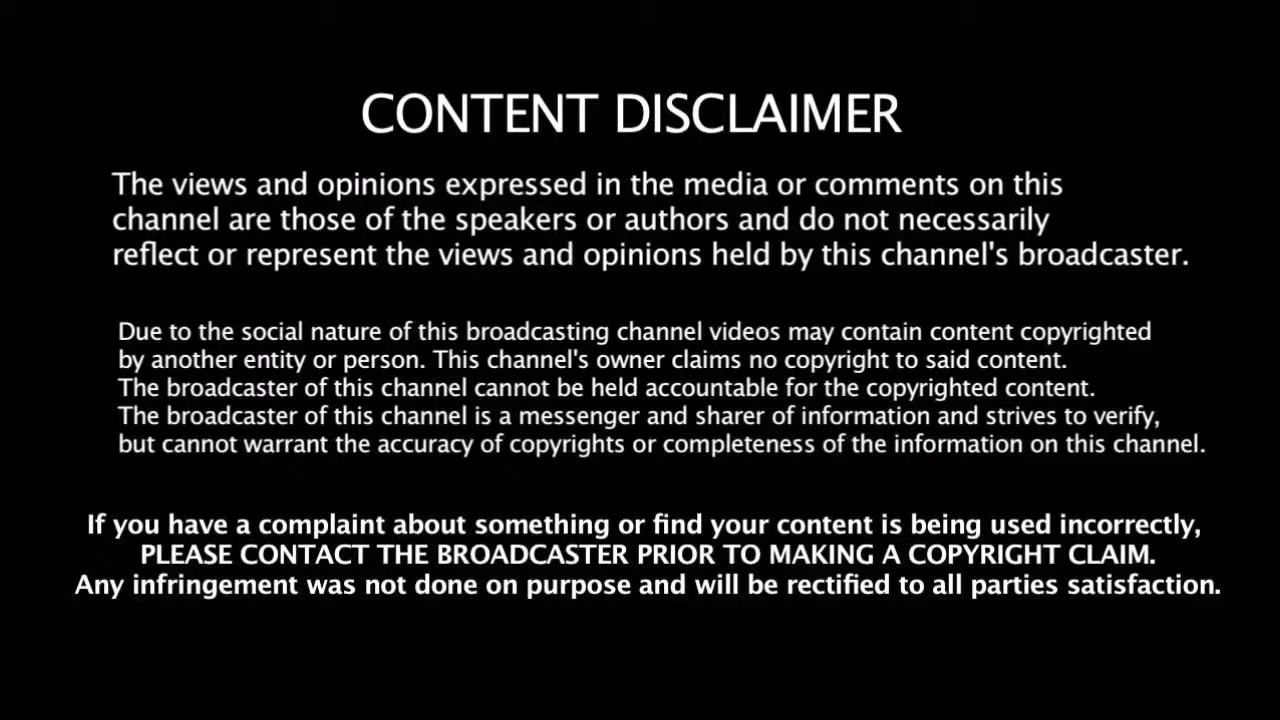 CONTENT DISCLAIMER
The views and opinions expressed in the media or comments on this
channel are those of the speakers or authors and do not necessarily
reflect or represent the views and opinions held by this channel's broadcaster.
Due to the social nature of this broadcasting channel videos may contain content copyrighted
by another entity or person. This channel's owner claims no copyright to said content.
The broadcaster of this channel cannot be held accountable for the copyrighted content.
The broadcaster of this channel is a messenger and sharer of information and strives to verify,
but cannot warrant the accuracy of copyrights or completeness of the information on this channel.
If you have a complaint about something or find your content is being used incorrectly,
PLEASE CONTACT THE BROADCASTER PRIOR TO MAKING A COPYRIGHT CLAIM.
Any infringement was not done on purpose and will be rectified to all parties satisfaction.